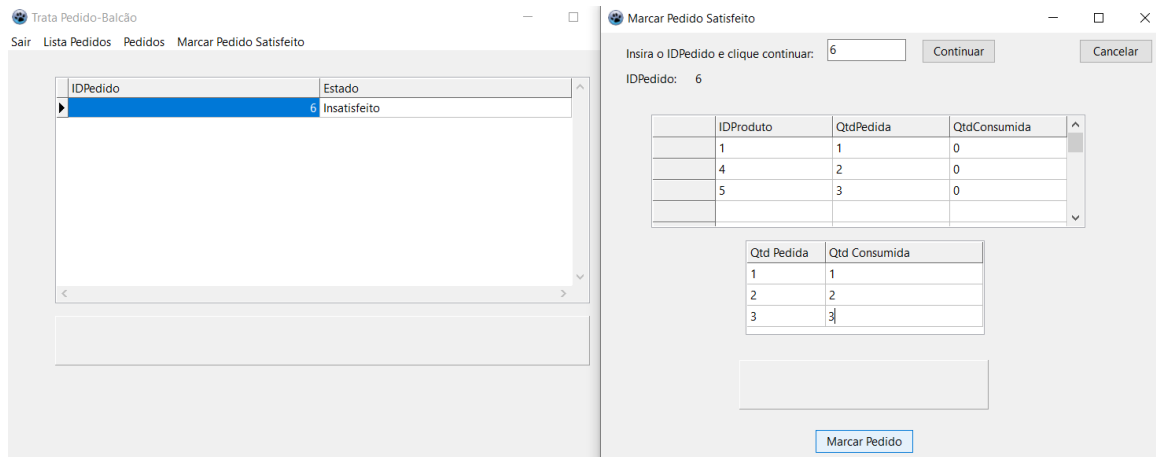 Trata Pedido-Balcão
Sair Lista Pedidos Pedidos Marcar Pedido Satisfeito
IDPedido Estado
6 Insatisfeito
Marcar Pedido Satisfeito
Insira o IDPedido e clique continuar: 6 Continuar Cancelar
IDPedido: 6
IDProduto QtdPedida QtdConsumida
1 1 0
4 2 0
5 3 0
Qtd Pedida Qtd Consumida
1 1
2 2
3 3
Marcar Pedido